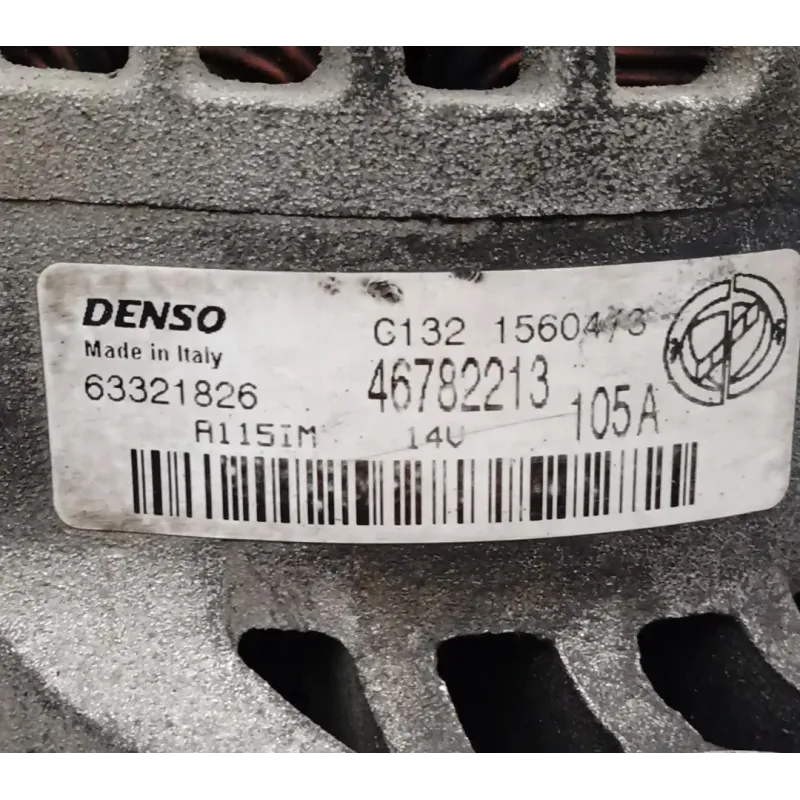 DENSO
Made in Italy
63321826
C132 1560473
46782213
A115IM 14V 105A